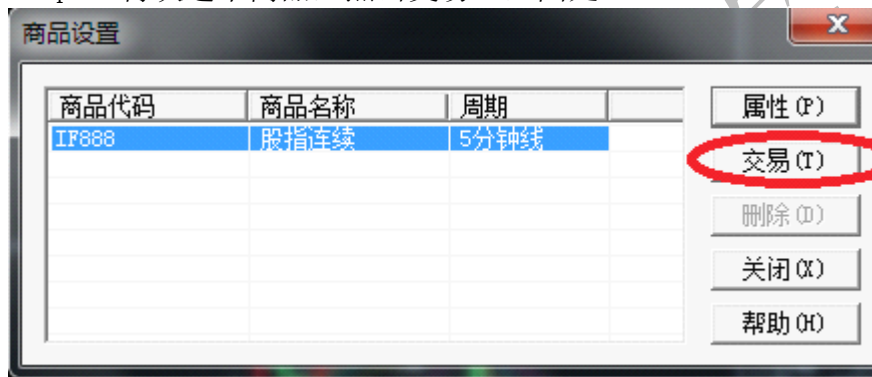 商品设置
商品代码 商品名称 周期
IF888 股指连续 5分钟线
属性(P)
交易(T)
删除(D)
关闭(X)
帮助(H)